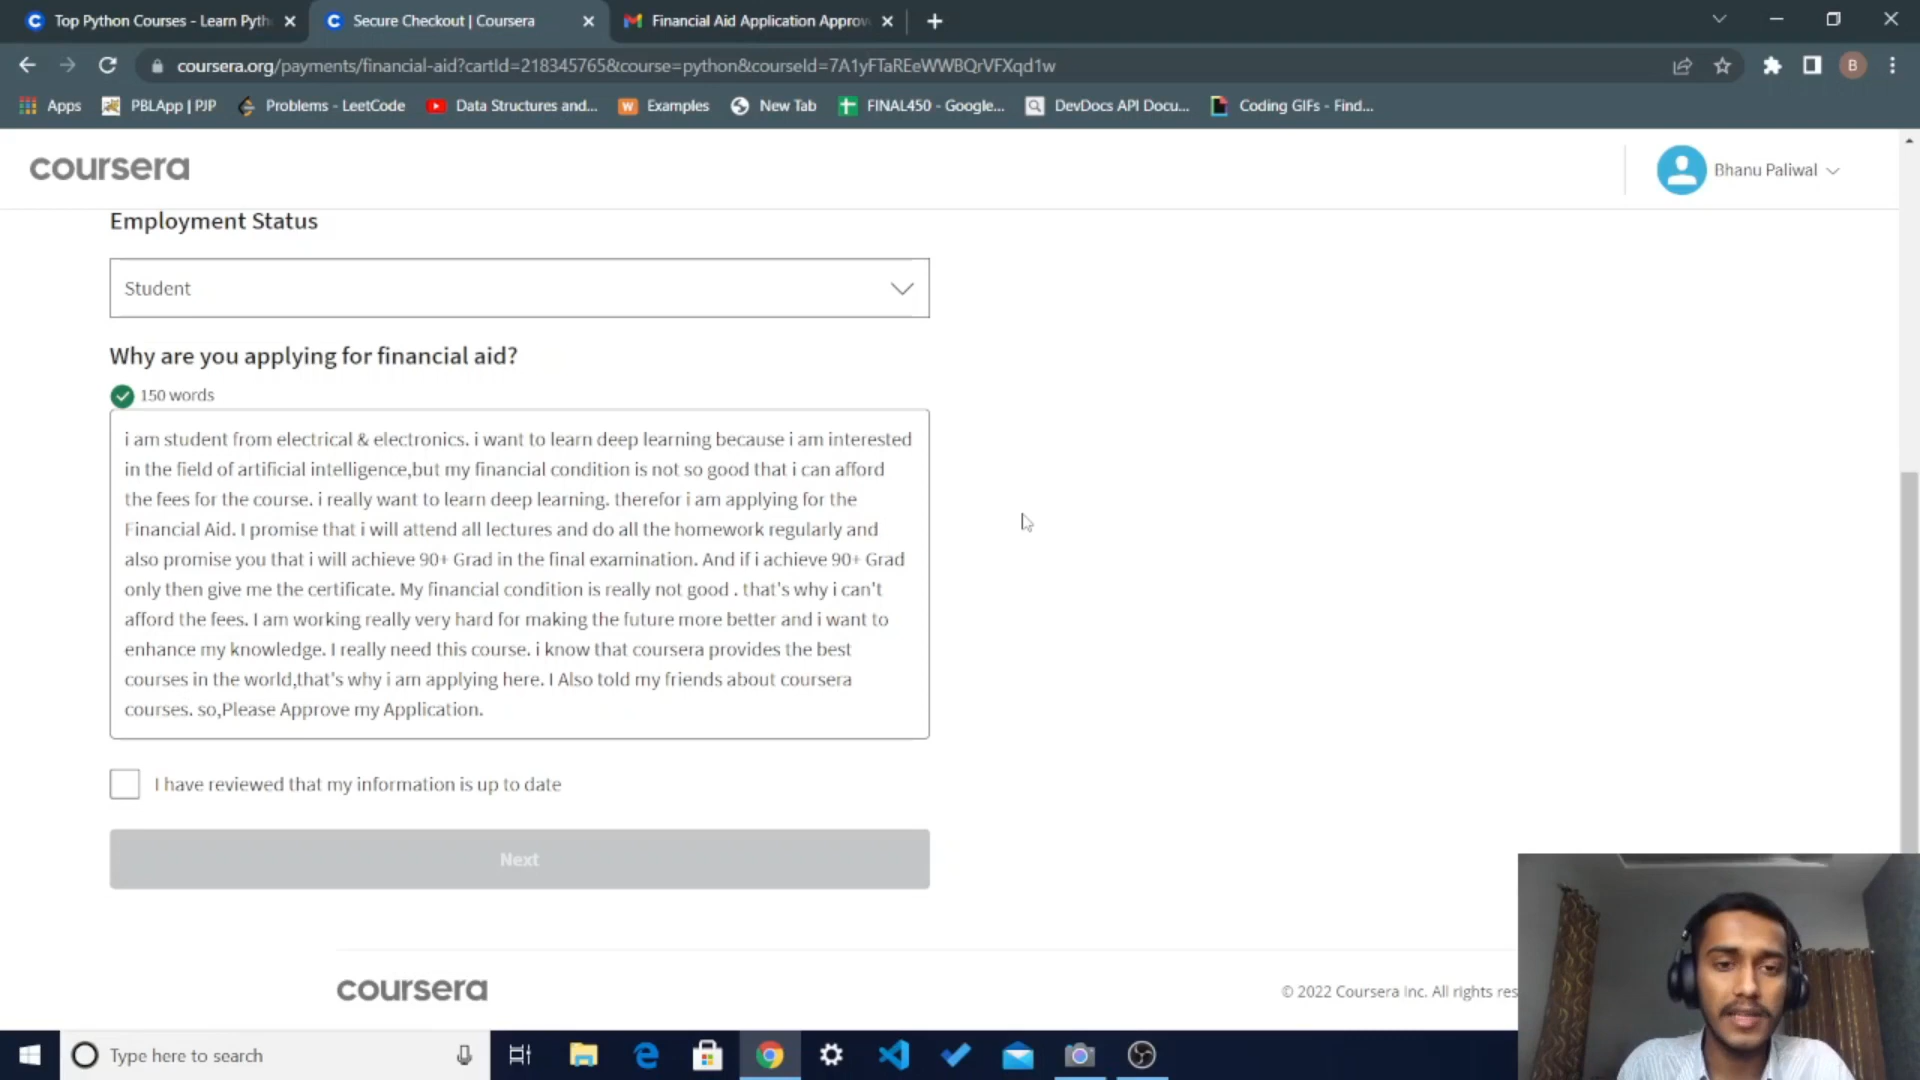 Top Python Courses - Learn Pyth
Secure Checkout | Coursera
Financial Aid Application Approv
coursera.org/payments/financial-aid?cartId=218345765&course=python&courseId=7A1yFTaREeWWBQrVFXqd1w
B
Apps
PBLApp | PJP
Problems - LeetCode
Data Structures and...
Examples
New Tab
FINAL450 - Google...
DevDocs API Docu...
Coding GIFs - Find...
coursera
Bhanu Paliwal
Employment Status
Student
Why are you applying for financial aid?
150 words
i am student from electrical & electronics. i want to learn deep learning because i am interested
in the field of artificial intelligence,but my financial condition is not so good that i can afford
the fees for the course. i really want to learn deep learning. therefor i am applying for the
Financial Aid. I promise that i will attend all lectures and do all the homework regularly and
also promise you that i will achieve 90+ Grad in the final examination. And if i achieve 90+ Grad
only then give me the certificate. My financial condition is really not good . that's why i can't
afford the fees. I am working really very hard for making the future more better and i want to
enhance my knowledge. I really need this course. i know that coursera provides the best
courses in the world,that's why i am applying here. I Also told my friends about coursera
courses. so,Please Approve my Application.
I have reviewed that my information is up to date
Next
coursera
© 2022 Coursera Inc. All rights res
Type here to search